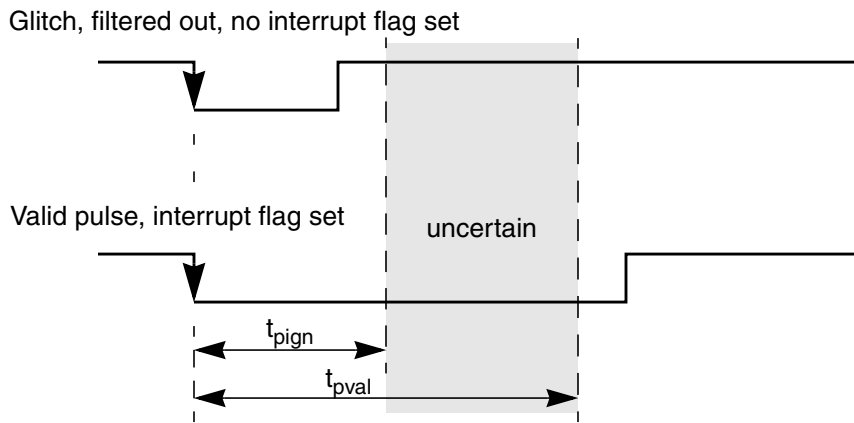 Glitch, filtered out, no interrupt flag set
Valid pulse, interrupt flag set
uncertain
tpign
tpval